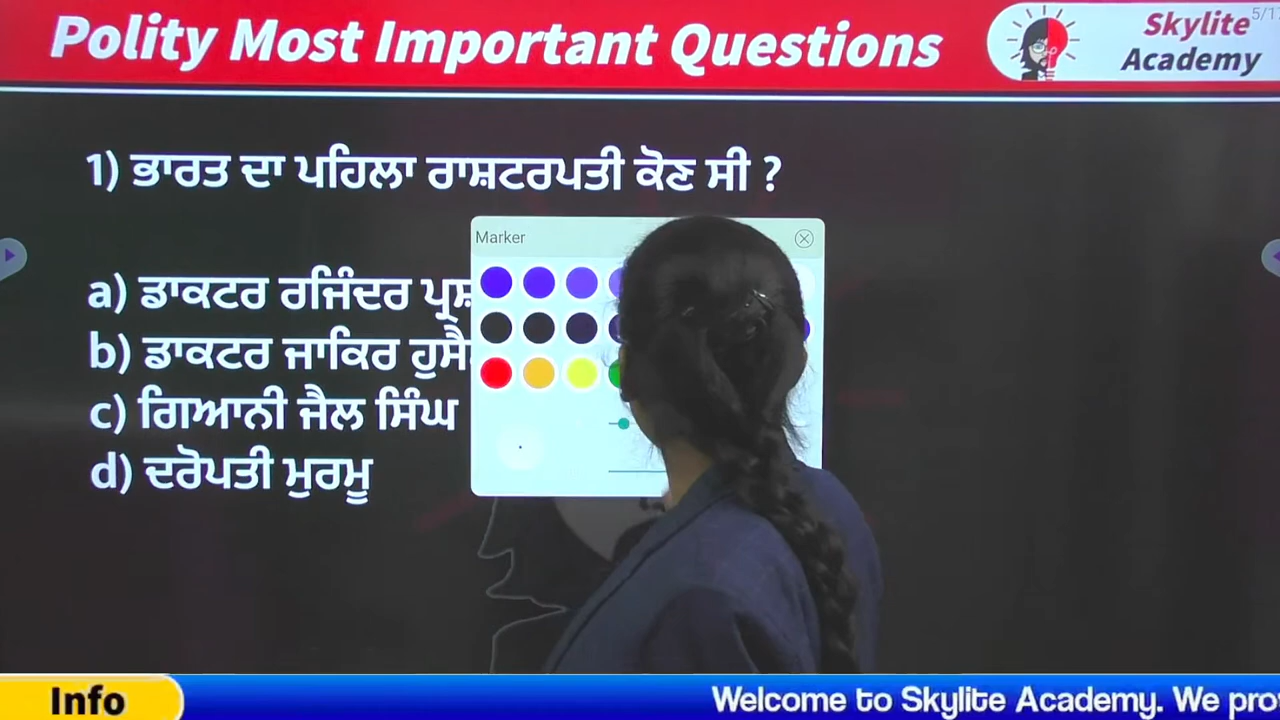 Polity Most Important Questions
Skylite
Academy
1) ਭਾਰਤ ਦਾ ਪਹਿਲਾ ਰਾਸ਼ਟਰਪਤੀ ਕੋਣ ਸੀ ?
Marker
a) ਡਾਕਟਰ ਰਜਿੰਦਰ
b) ਡਾਕਟਰ ਜਾਕਿਰ
c) ਗਿਆਨੀ ਜੈਲ ਸਿੰਘ
d) ਦਰੋਪਤੀ ਮੁਰਮੂ
Info
Welcome to Skylite Academy. We